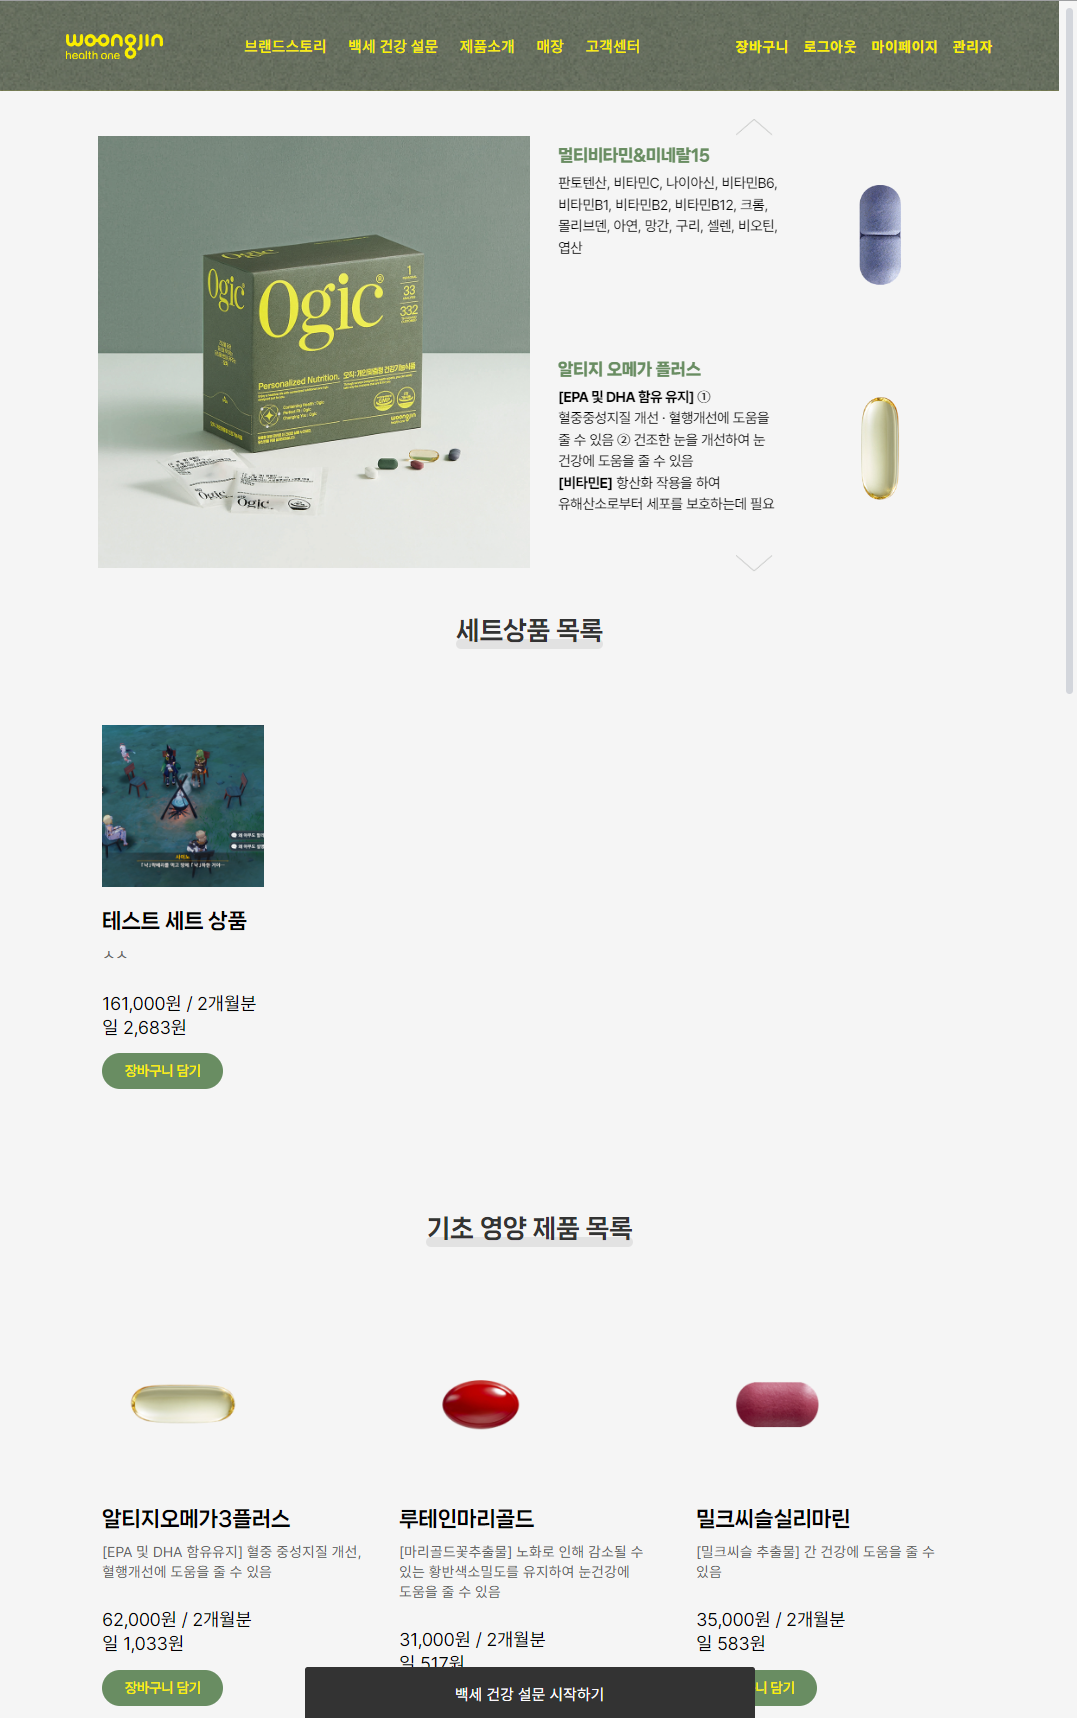 woongjin
health one
브랜드스토리 백세 건강 설문 제품소개 매장 고객센터
장바구니 로그아웃 마이페이지 관리자
Ogic
Ogic®
1
33
332
Personalized Nutrition. 오직: 개인맞춤형 건강기능식품
woongjin
Ogic
멀티비타민&미네랄15
판토텐산, 비타민C, 나이아신, 비타민B6,
비타민B1, 비타민B2, 비타민B12, 크롬,
몰리브덴, 아연, 망간, 구리, 셀렌, 비오틴,
엽산
알티지 오메가 플러스
[EPA 및 DHA 함유 유지] ①
혈중중성지질 개선 · 혈행개선에 도움을
줄 수 있음 ② 건조한 눈을 개선하여 눈
건강에 도움을 줄 수 있음
[비타민E] 항산화 작용을 하여
유해산소로부터 세포를 보호하는데 필요
세트상품 목록
테스트 세트 상품
ㅅㅅ
161,000원 / 2개월분
일 2,683원
장바구니 담기
기초 영양 제품 목록
알티지오메가3플러스
[EPA 및 DHA 함유유지] 혈중 중성지질 개선,
혈행개선에 도움을 줄 수 있음
62,000원 / 2개월분
일 1,033원
장바구니 담기
루테인마리골드
[마리골드꽃추출물] 노화로 인해 감소될 수
있는 황반색소밀도를 유지하여 눈건강에
도움을 줄 수 있음
31,000원 / 2개월분
일 517원
밀크씨슬실리마린
[밀크씨슬 추출물] 간 건강에 도움을 줄 수
있음
35,000원 / 2개월분
일 583원
니 담기
백세 건강 설문 시작하기